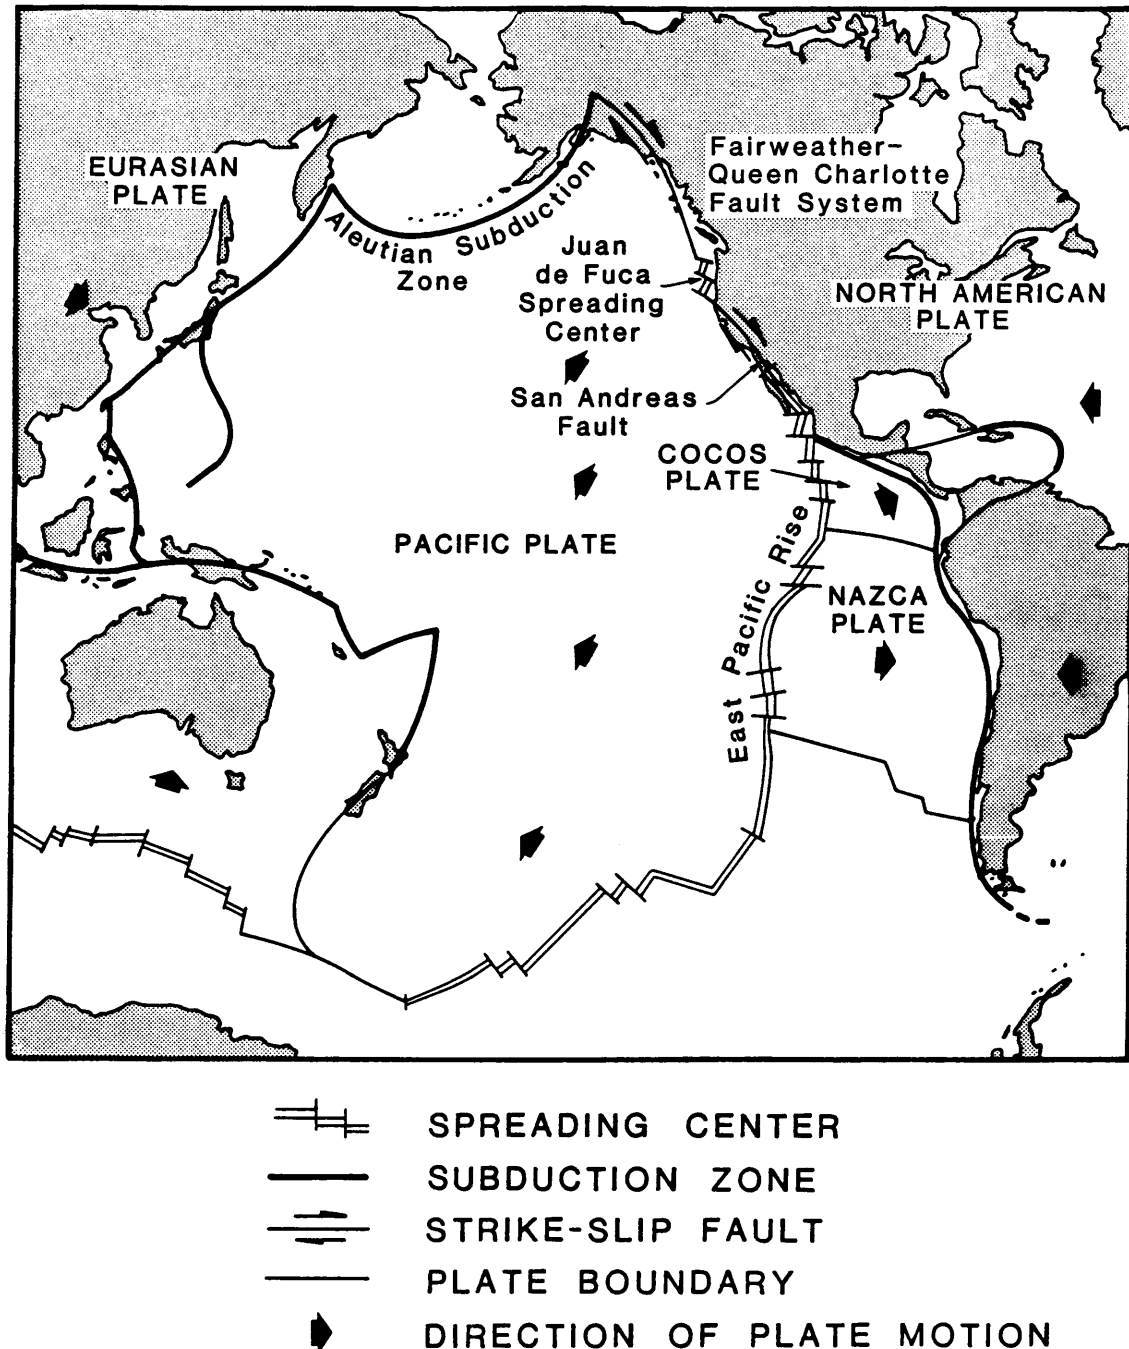 EURASIAN
PLATE
Aleutian Subduction
Zone
Fairweather–
Queen Charlotte
Fault System
Juan
de Fuca
Spreading
Center
NORTH AMERICAN
PLATE
San Andreas
Fault
COCOS
PLATE
PACIFIC PLATE
East Pacific Rise
NAZCA
PLATE
SPREADING CENTER
SUBDUCTION ZONE
STRIKE-SLIP FAULT
PLATE BOUNDARY
DIRECTION OF PLATE MOTION